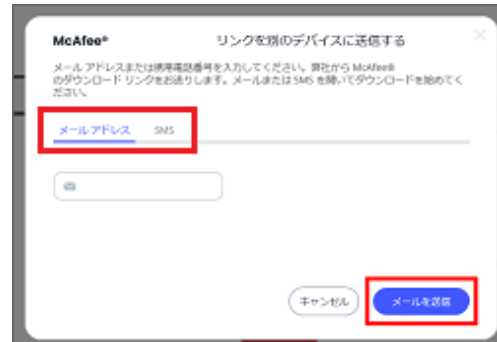 McAfee® リンクを別のデバイスに送信する
メール アドレスまたは携帯電話番号を入力してください。弊社から McAfee®
のダウンロード リンクをお送りします。メールまたは SMS を開いてダウンロードを始めてく
ださい。
メール アドレス SMS
キャンセル メールを送信